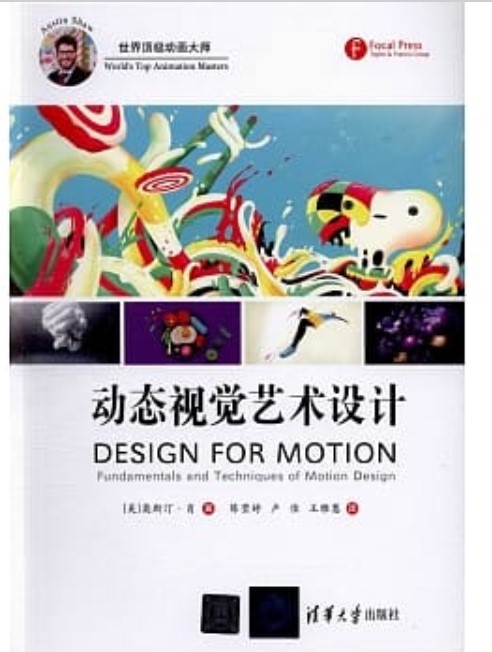 Austin Shaw
世界顶级动画大师
World's Top Animation Masters
Focal Press
Taylor & Francis Group
动态视觉艺术设计
DESIGN FOR MOTION
Fundamentals and Techniques of Motion Design
[美]奥斯汀·肖 著 陈莹婷 卢佳 王雅慧 译
清华大学出版社